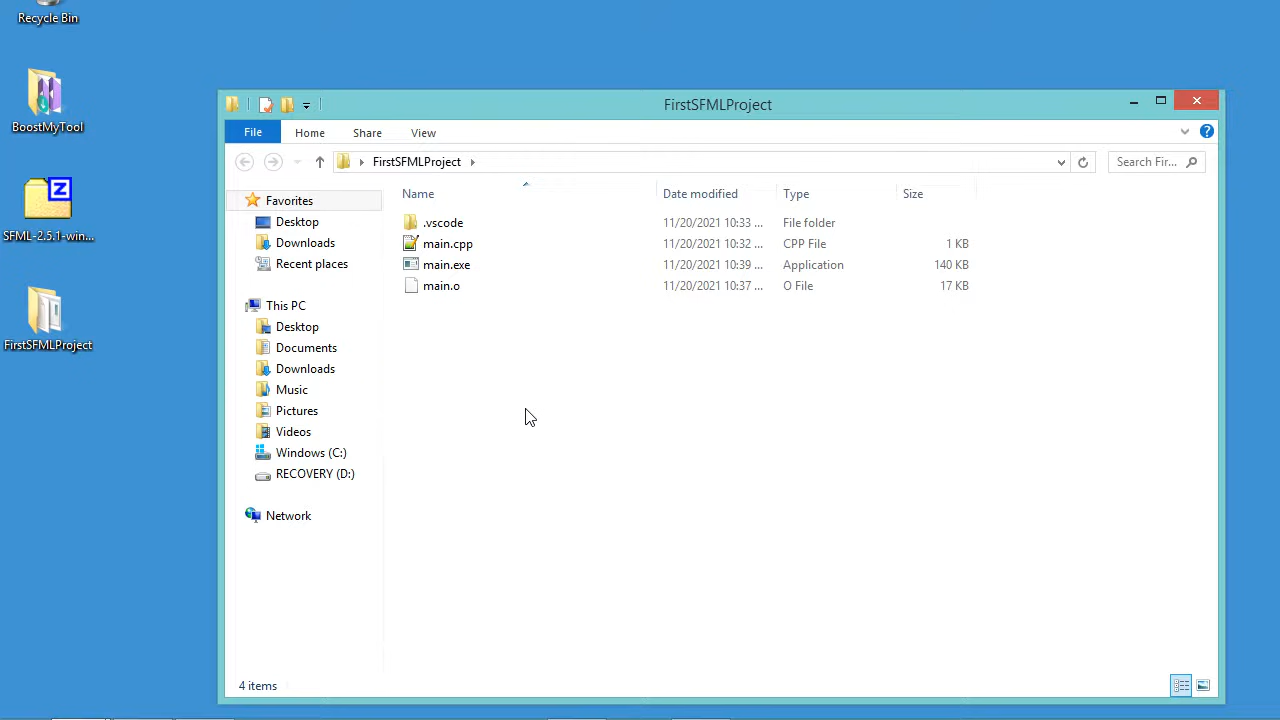 Recycle Bin
BoostMyTool
SFML-2.5.1-win...
FirstSFMLProject
FirstSFMLProject
File Home Share View
FirstSFMLProject
Search Fir...
Name Date modified Type Size
.vscode 11/20/2021 10:33 ... File folder
main.cpp 11/20/2021 10:32 ... CPP File 1 KB
main.exe 11/20/2021 10:39 ... Application 140 KB
main.o 11/20/2021 10:37 ... O File 17 KB
Favorites
Desktop
Downloads
Recent places
This PC
Desktop
Documents
Downloads
Music
Pictures
Videos
Windows (C:)
RECOVERY (D:)
Network
4 items